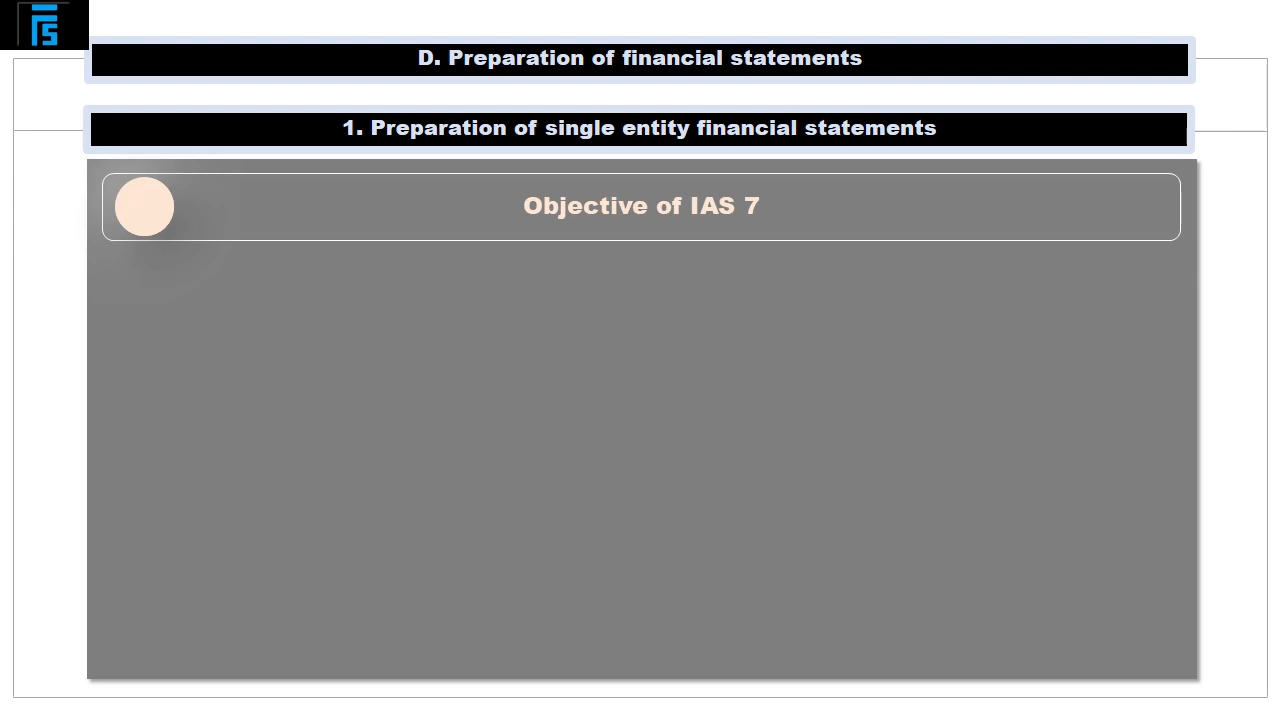 D. Preparation of financial statements
1. Preparation of single entity financial statements
Objective of IAS 7